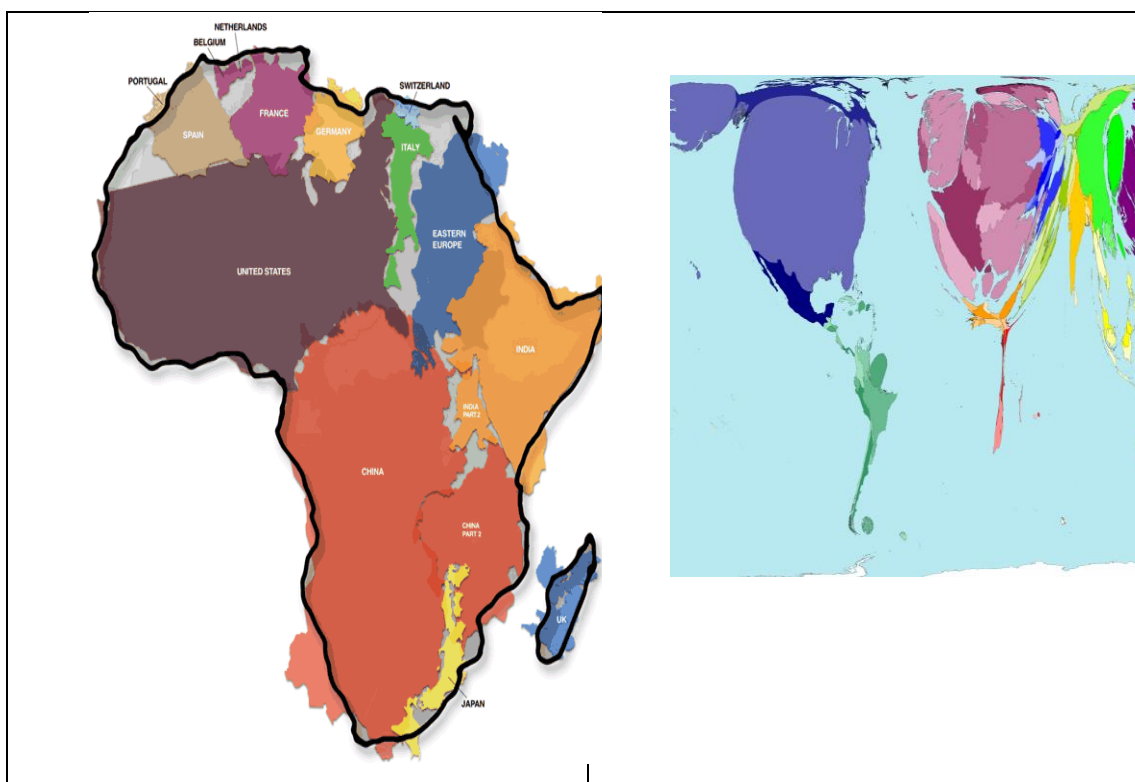 NETHERLANDS
BELGIUM
PORTUGAL
SWITZERLAND
FRANCE
SPAIN
GERMANY
ITALY
EASTERN
EUROPE
UNITED STATES
INDIA
INDIA
PART 2
CHINA
CHINA
PART 2
UK
JAPAN